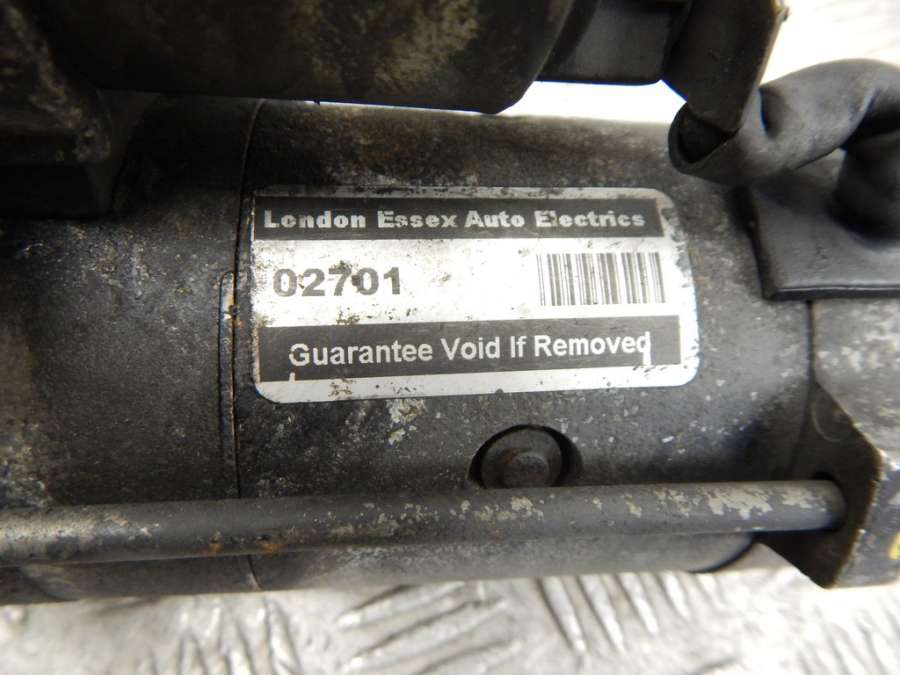 London Essex Auto Electrics
02701
Guarantee Void If Removed